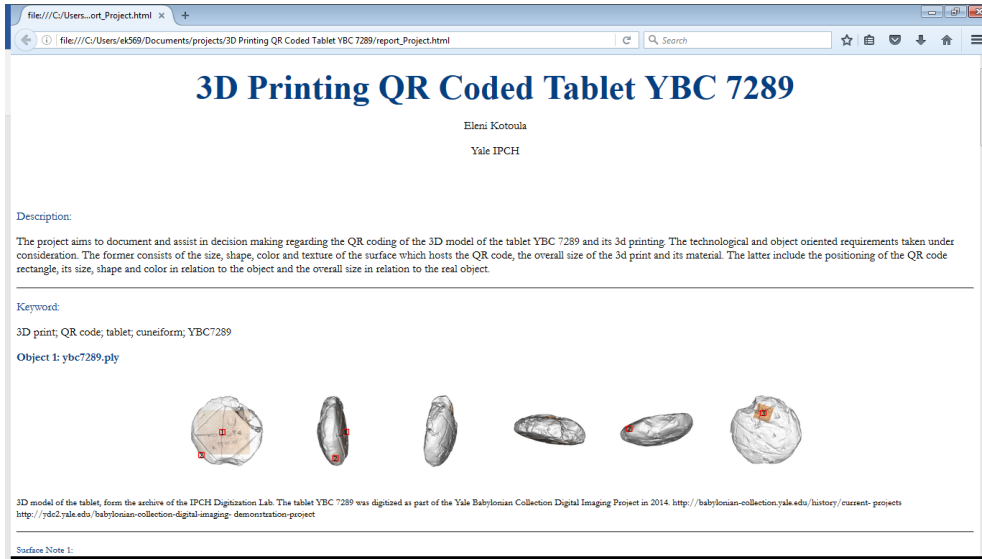 file:///C:/Users...ort_Project.html × +
file:///C:/Users/ek569/Documents/projects/3D Printing QR Coded Tablet YBC 7289/report_Project.html
Search
3D Printing QR Coded Tablet YBC 7289
Eleni Kotoula
Yale IPCH
Description:
The project aims to document and assist in decision making regarding the QR coding of the 3D model of the tablet YBC 7289 and its 3d printing. The technological and object oriented requirements taken under
consideration. The former consists of the size, shape, color and texture of the surface which hosts the QR code, the overall size of the 3d print and its material. The latter include the positioning of the QR code
rectangle, its size, shape and color in relation to the object and the overall size in relation to the real object.
Keyword:
3D print; QR code; tablet; cuneiform; YBC7289
Object 1: ybc7289.ply
3D model of the tablet, form the archive of the IPCH Digitization Lab. The tablet YBC 7289 was digitized as part of the Yale Babylonian Collection Digital Imaging Project in 2014. http://babylonian-collection.yale.edu/history/current- projects
http://ydc2.yale.edu/babylonian-collection-digital-imaging- demonstration-project
Surface Note 1: